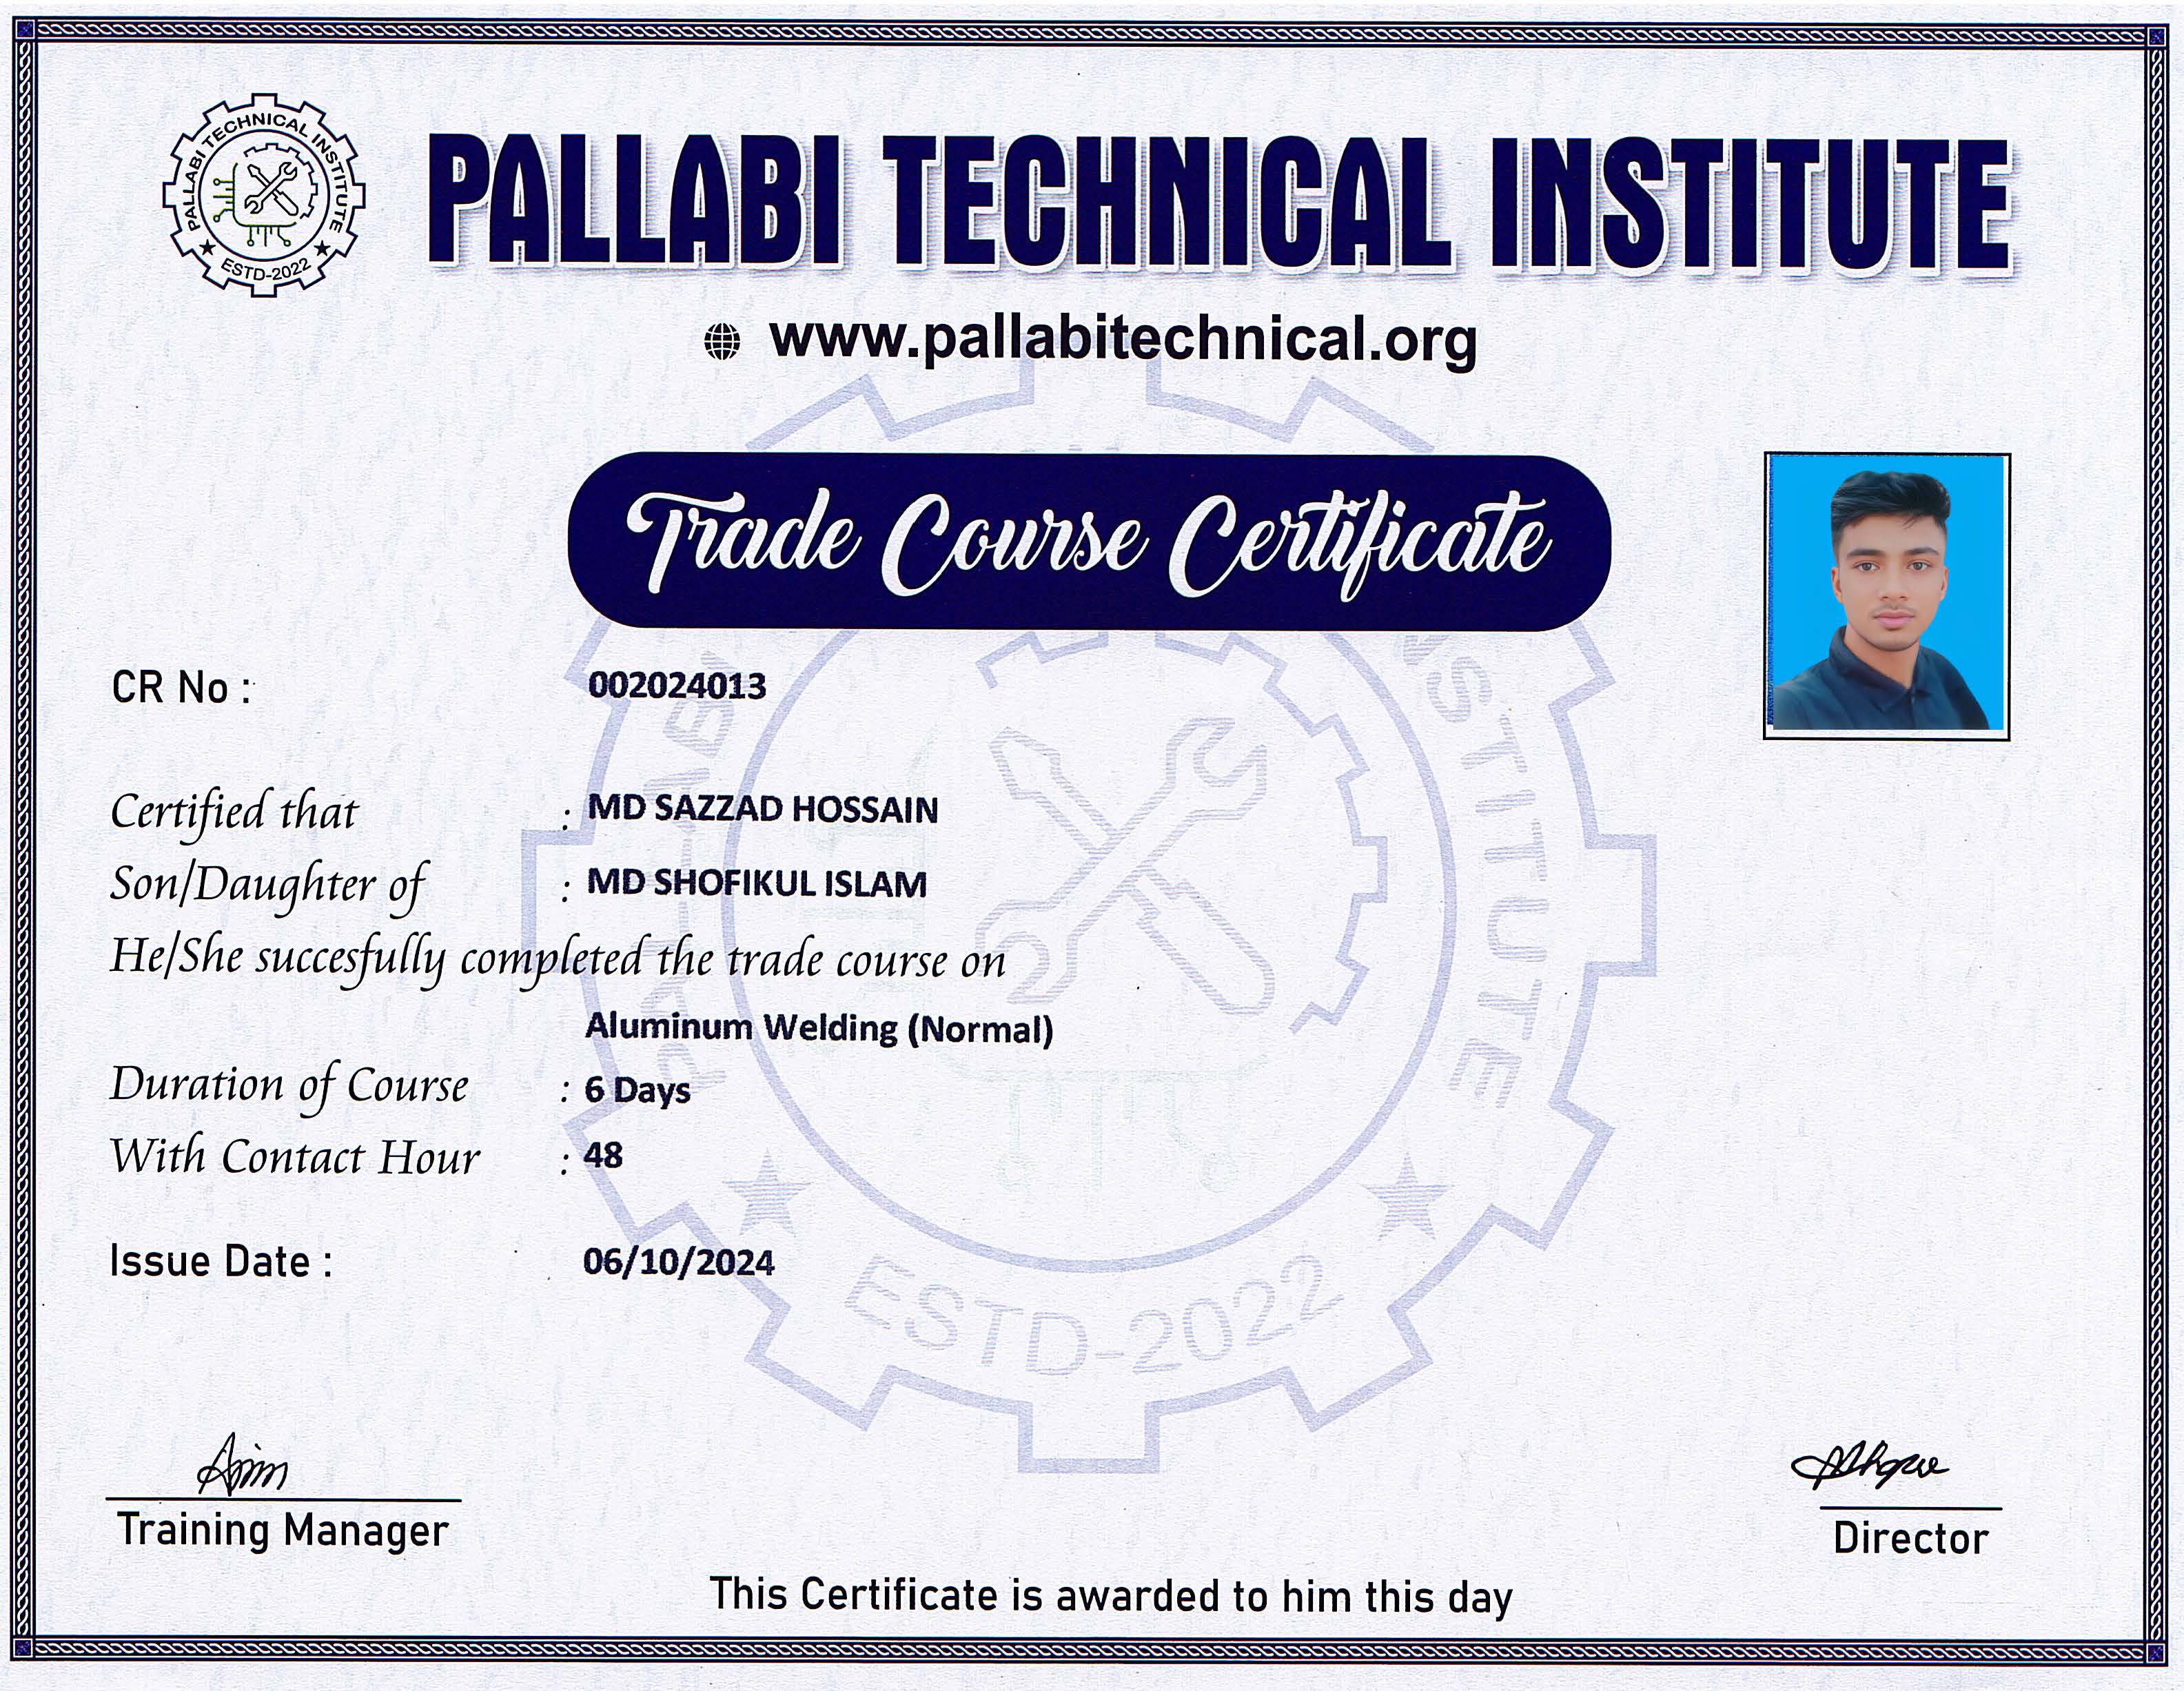 PALLABI TECHNICAL INSTITUTE
ESTD-2022
PALLABI TECHNICAL INSTITUTE
www.pallabitechnical.org
Trade Course Certificate
CR No : 002024013
Certified that : MD SAZZAD HOSSAIN
Son/Daughter of : MD SHOFIKUL ISLAM
He/She succesfully completed the trade course on
Aluminum Welding (Normal)
Duration of Course : 6 Days
With Contact Hour : 48
Issue Date : 06/10/2024
ESTD-2022
Training Manager
Director
This Certificate is awarded to him this day